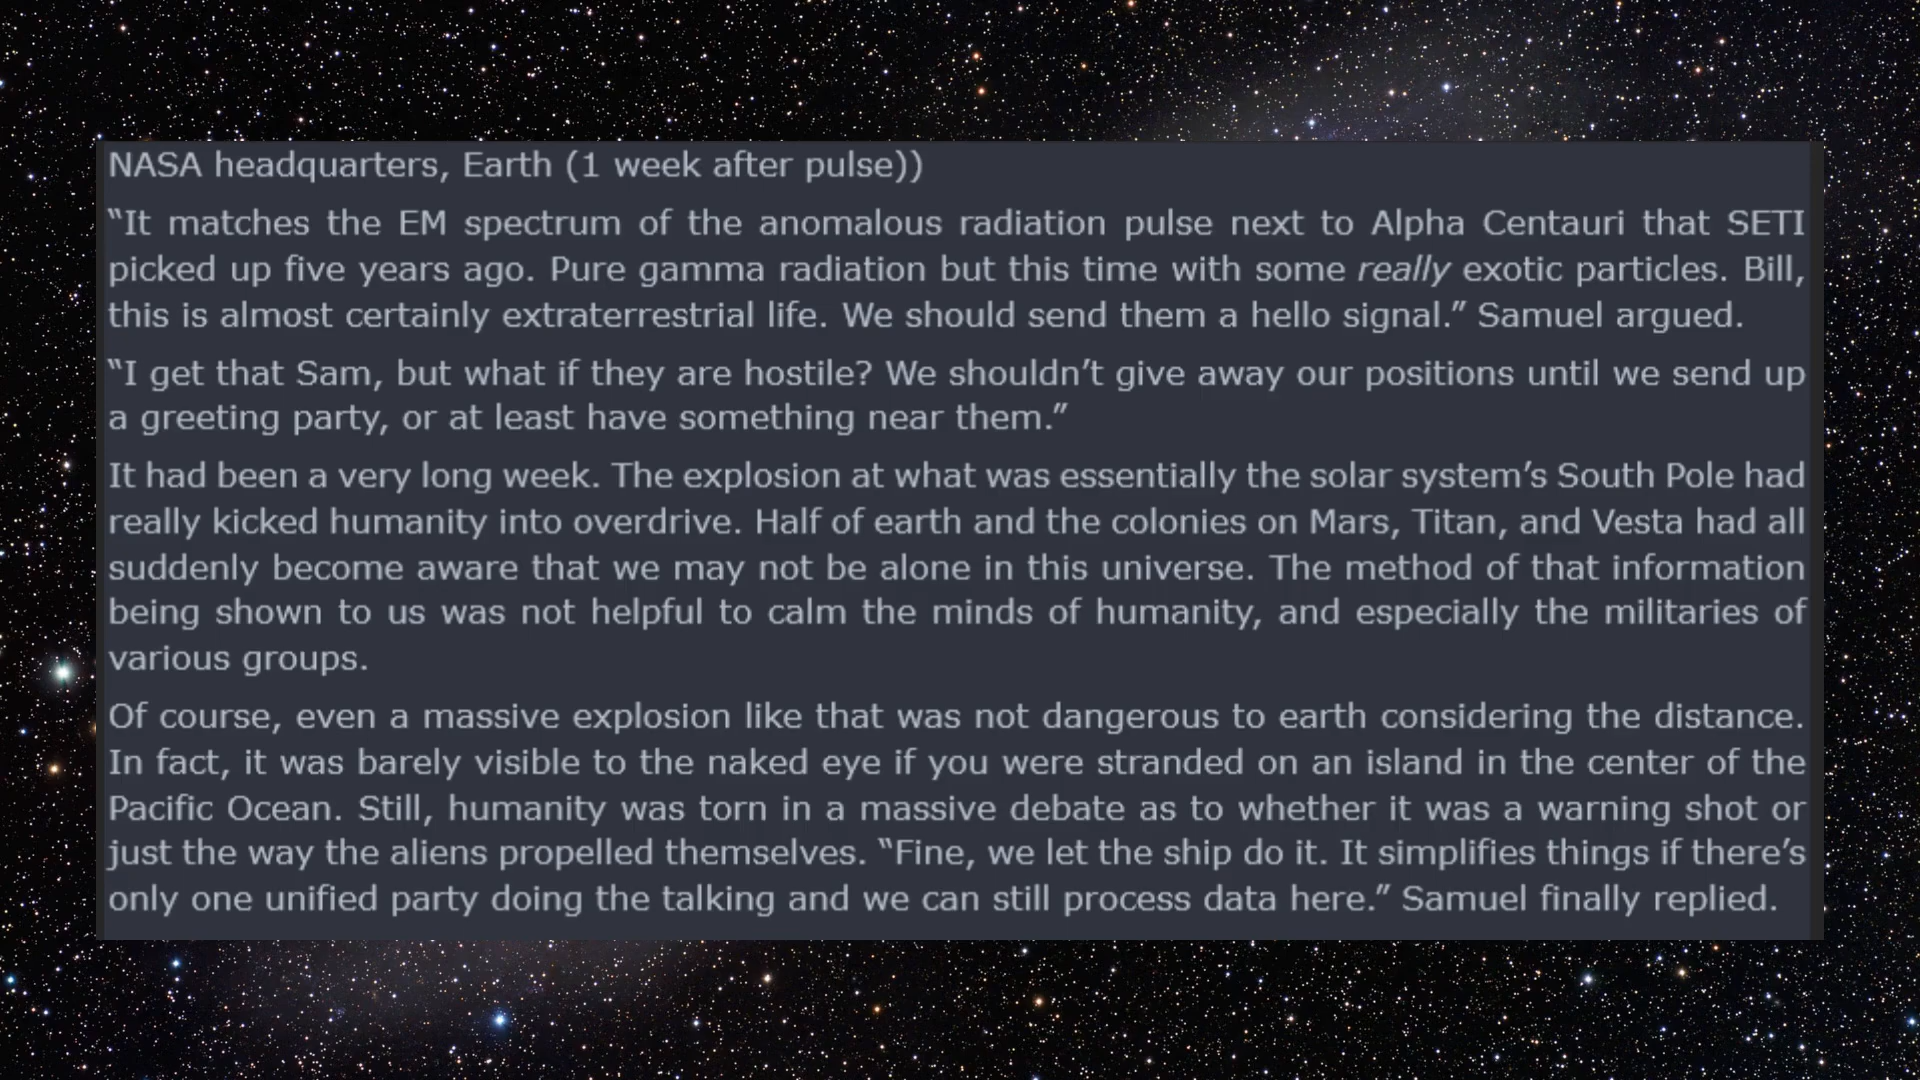 NASA headquarters, Earth (1 week after pulse))
“It matches the EM spectrum of the anomalous radiation pulse next to Alpha Centauri that SETI
picked up five years ago. Pure gamma radiation but this time with some really exotic particles. Bill,
this is almost certainly extraterrestrial life. We should send them a hello signal.” Samuel argued.
“I get that Sam, but what if they are hostile? We shouldn’t give away our positions until we send up
a greeting party, or at least have something near them.”
It had been a very long week. The explosion at what was essentially the solar system’s South Pole had
really kicked humanity into overdrive. Half of earth and the colonies on Mars, Titan, and Vesta had all
suddenly become aware that we may not be alone in this universe. The method of that information
being shown to us was not helpful to calm the minds of humanity, and especially the militaries of
various groups.
Of course, even a massive explosion like that was not dangerous to earth considering the distance.
In fact, it was barely visible to the naked eye if you were stranded on an island in the center of the
Pacific Ocean. Still, humanity was torn in a massive debate as to whether it was a warning shot or
just the way the aliens propelled themselves. “Fine, we let the ship do it. It simplifies things if there’s
only one unified party doing the talking and we can still process data here.” Samuel finally replied.